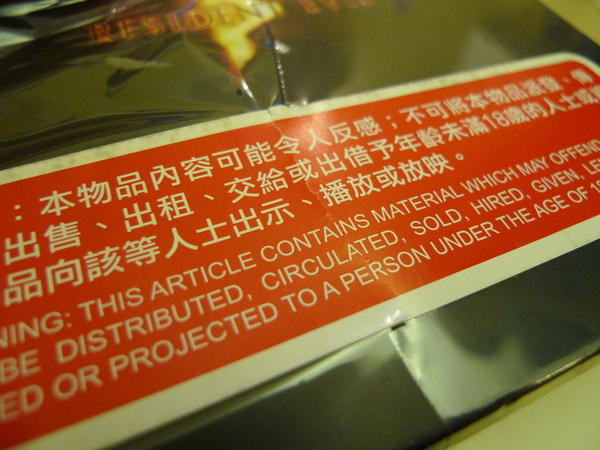 RESIDENT EVIL
：本物品內容可能令人反感；不可將本物品派發、傳
出售、出租、交給或出借予年齡未滿18歲的人士或
品向該等人士出示、播放或放映。
NING: THIS ARTICLE CONTAINS MATERIAL WHICH MAY OFFEND
BE DISTRIBUTED, CIRCULATED, SOLD, HIRED, GIVEN, LEN
ED OR PROJECTED TO A PERSON UNDER THE AGE OF 18